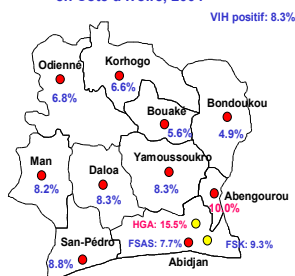 VIH positif: 8.3%
Odienné
6.8%
Korhogo
6.6%
Bouaké
5.6%
Bondoukou
4.9%
Man
8.2%
Daloa
8.3%
Yamoussoukro
8.3%
Abengourou
10.0%
HGA: 15.5%
FSAS: 7.7%
FSK: 9.3%
San-Pédro
8.8%
Abidjan